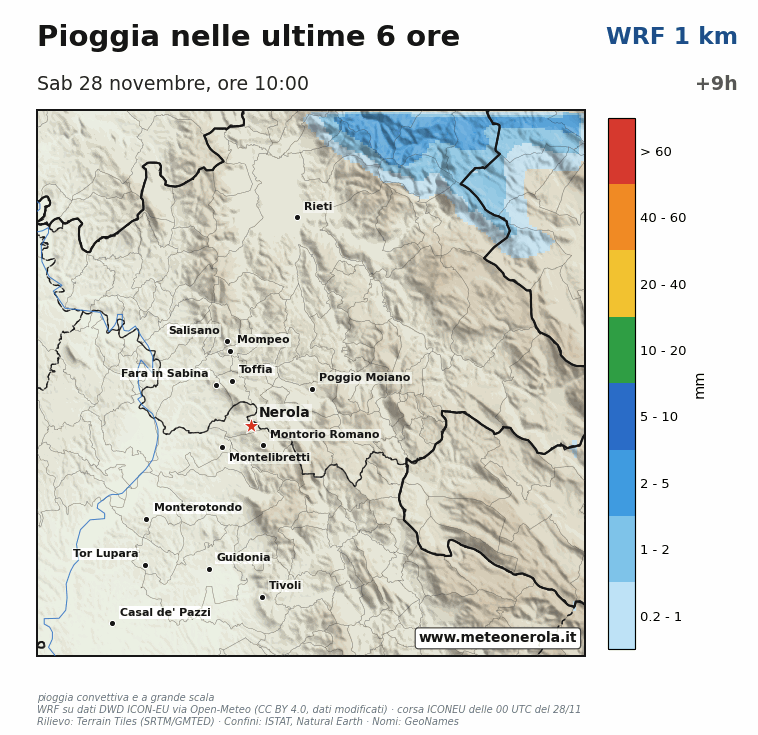 Pioggia nelle ultime 6 ore
WRF 1 km
Sab 28 novembre, ore 10:00
+9h
> 60
40 - 60
20 - 40
10 - 20
5 - 10
2 - 5
1 - 2
0.2 - 1
mm
Rieti
Salisano
Mompeo
Fara in Sabina
Toffia
Poggio Moiano
Nerola
Montorio Romano
Montelibretti
Monterotondo
Tor Lupara
Guidonia
Tivoli
Casal de' Pazzi
www.meteonerola.it
pioggia convettiva e a grande scala
WRF su dati DWD ICON-EU via Open-Meteo (CC BY 4.0, dati modificati) · corsa ICONEU delle 00 UTC del 28/11
Rilievo: Terrain Tiles (SRTM/GMTED) · Confini: ISTAT, Natural Earth · Nomi: GeoNames